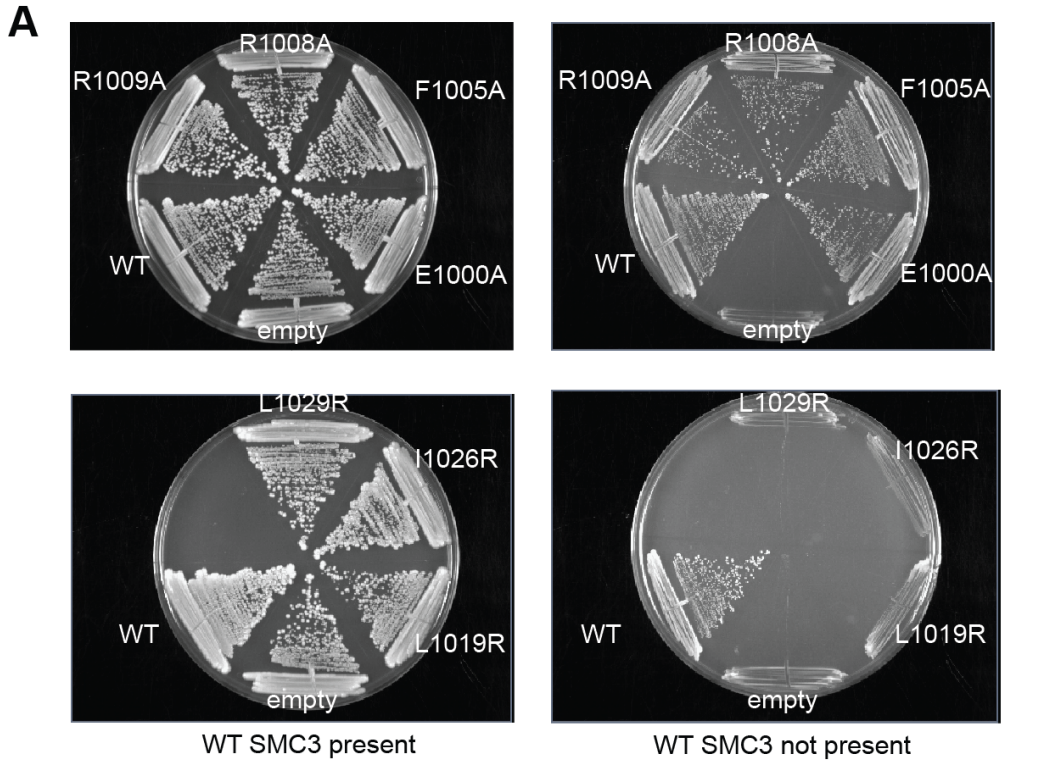 A
R1008A
R1009A
F1005A
WT
E1000A
empty
R1008A
R1009A
F1005A
WT
E1000A
empty
L1029R
I1026R
WT
L1019R
empty
L1029R
I1026R
WT
L1019R
empty
WT SMC3 present
WT SMC3 not present